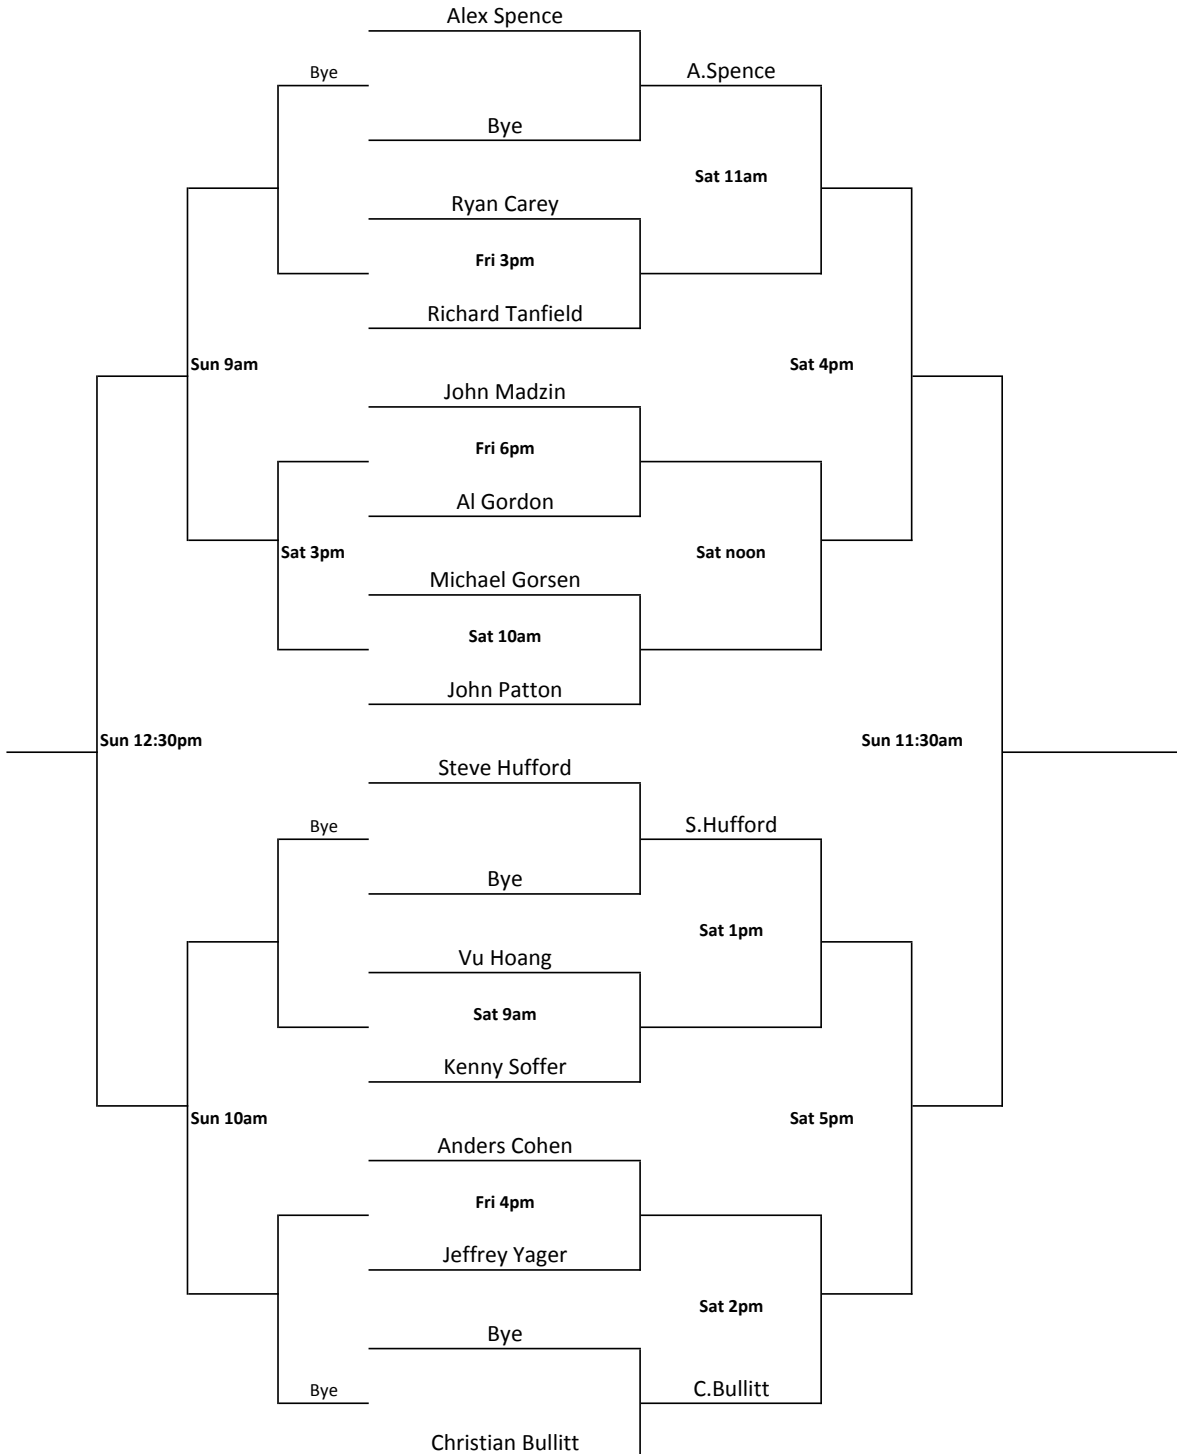 Alex Spence
Bye
A.Spence
Bye
Sat 11am
Ryan Carey
Fri 3pm
Richard Tanfield
Sun 9am
Sat 4pm
John Madzin
Fri 6pm
Al Gordon
Sat 3pm
Sat noon
Michael Gorsen
Sat 10am
John Patton
Sun 12:30pm
Sun 11:30am
Steve Hufford
Bye
S.Hufford
Bye
Sat 1pm
Vu Hoang
Sat 9am
Kenny Soffer
Sun 10am
Sat 5pm
Anders Cohen
Fri 4pm
Jeffrey Yager
Sat 2pm
Bye
Bye
C.Bullitt
Christian Bullitt